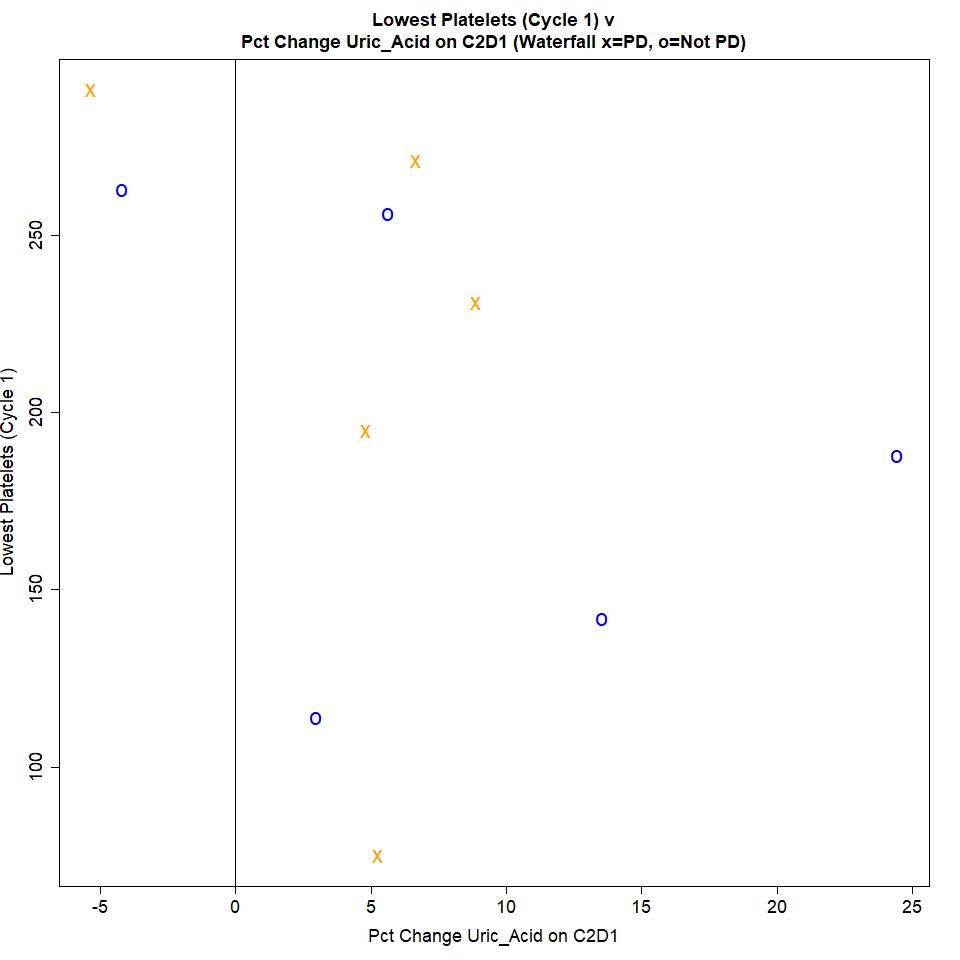 Lowest Platelets (Cycle 1) v
Pct Change Uric_Acid on C2D1 (Waterfall x=PD, o=Not PD)
Lowest Platelets (Cycle 1)
250
200
150
100
X
O
X
O
X
X
O
O
O
X
-5 0 5 10 15 20 25
Pct Change Uric_Acid on C2D1